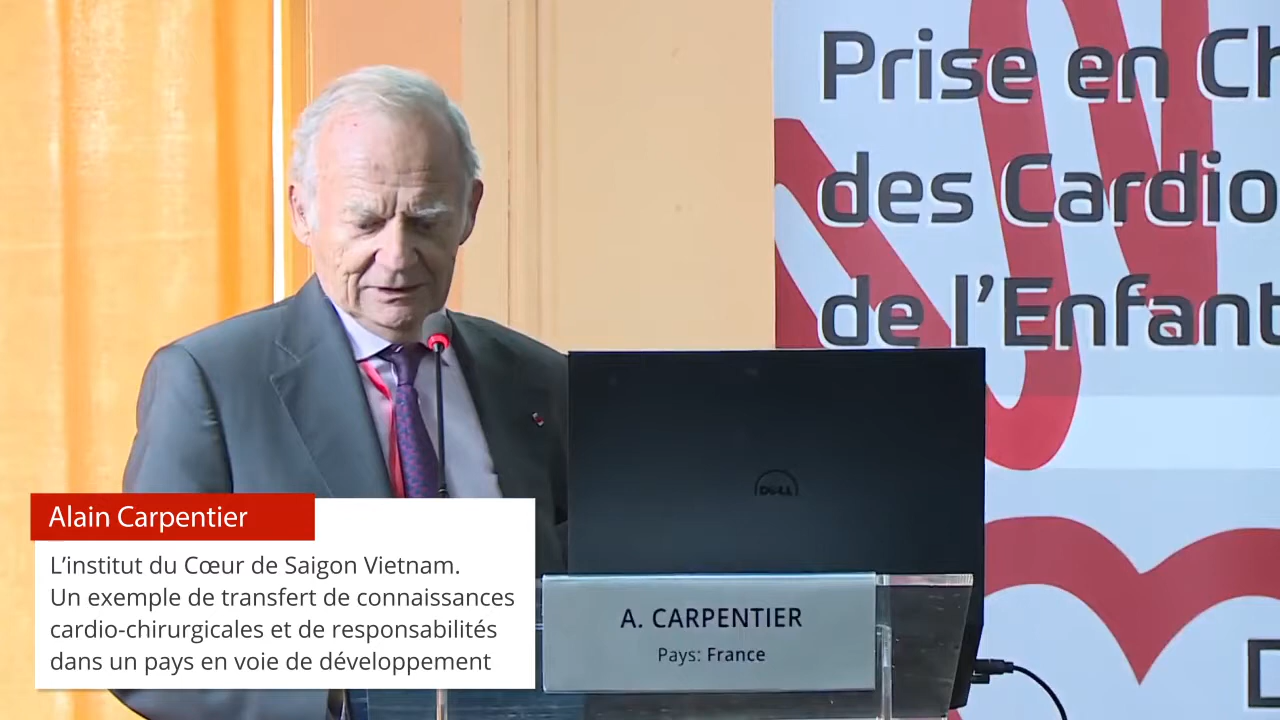 Prise en Ch
des Cardio
de l'Enfant
DELL
Alain Carpentier
L'institut du Cœur de Saigon Vietnam.
Un exemple de transfert de connaissances
cardio-chirurgicales et de responsabilités
dans un pays en voie de développement
A. CARPENTIER
Pays: France
D